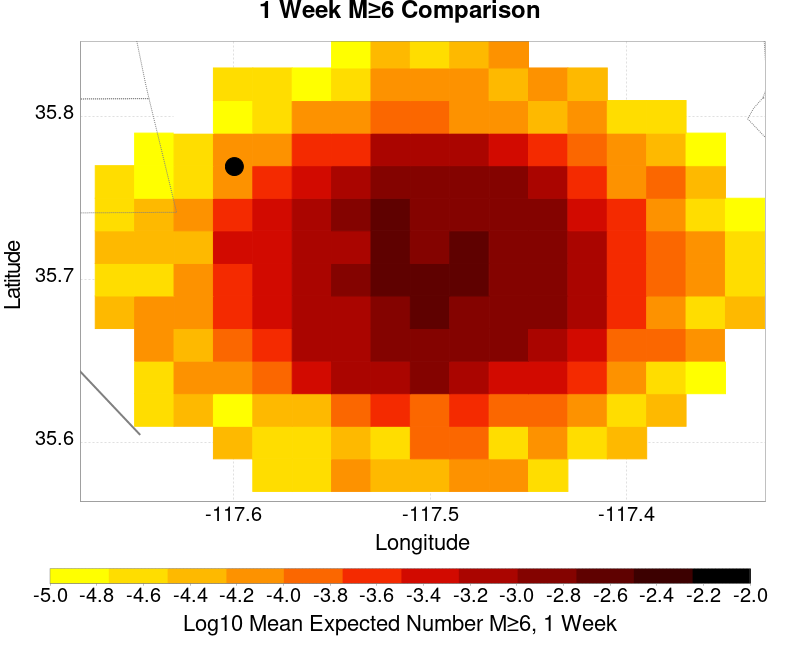 1 Week M≥6 Comparison
35.8
35.7
35.6
Latitude
-117.6 -117.5 -117.4
Longitude
-5.0 -4.8 -4.6 -4.4 -4.2 -4.0 -3.8 -3.6 -3.4 -3.2 -3.0 -2.8 -2.6 -2.4 -2.2 -2.0
Log10 Mean Expected Number M≥6, 1 Week